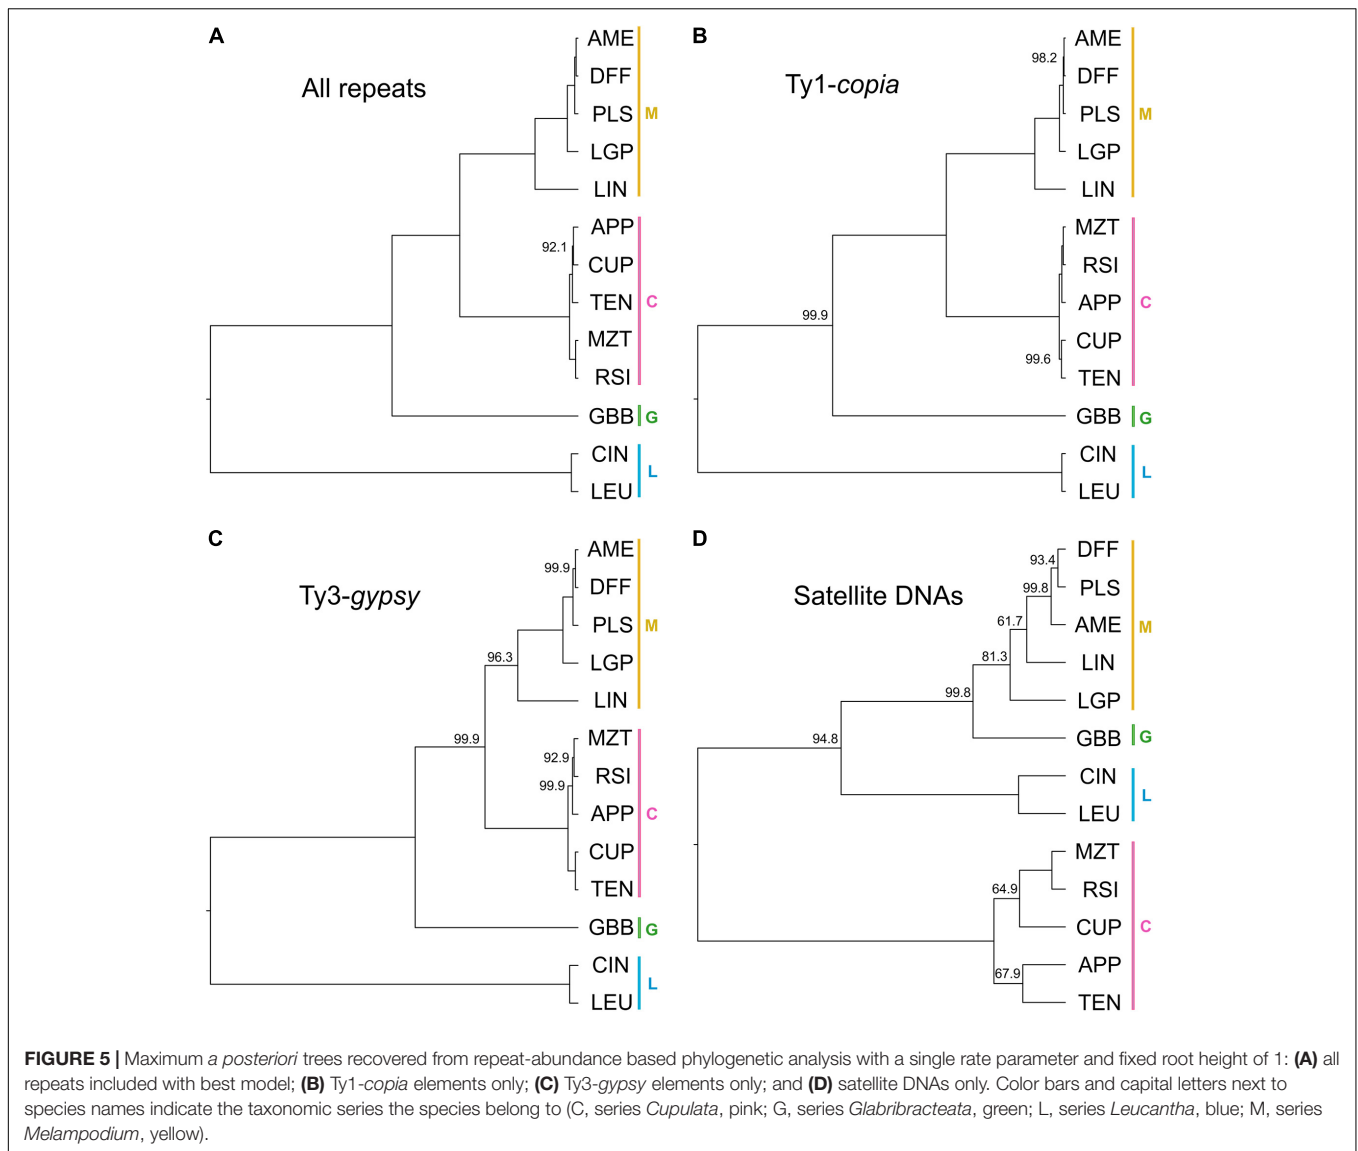 A
All repeats
AME
DFF
PLS
LGP
LIN
M
APP
92.1
CUP
TEN
C
MZT
RSI
GBB
G
CIN
L
LEU
B
Ty1-copia
AME
98.2
DFF
PLS
M
LGP
LIN
MZT
RSI
APP
C
99.9
CUP
99.6
TEN
GBB
G
CIN
L
LEU
C
Ty3-gypsy
AME
99.9
DFF
PLS
M
LGP
96.3
LIN
99.9
MZT
92.9
RSI
99.9
APP
C
CUP
TEN
GBB
G
CIN
L
LEU
D
Satellite DNAs
DFF
93.4
PLS
99.8
AME
M
61.7
LIN
81.3
LGP
99.8
GBB
G
94.8
CIN
L
LEU
MZT
RSI
64.9
CUP
C
APP
67.9
TEN
FIGURE 5 | Maximum a posteriori trees recovered from repeat-abundance based phylogenetic analysis with a single rate parameter and fixed root height of 1: (A) all
repeats included with best model; (B) Ty1-copia elements only; (C) Ty3-gypsy elements only; and (D) satellite DNAs only. Color bars and capital letters next to
species names indicate the taxonomic series the species belong to (C, series Cupulata, pink; G, series Glabribracteata, green; L, series Leucantha, blue; M, series
Melampodium, yellow).